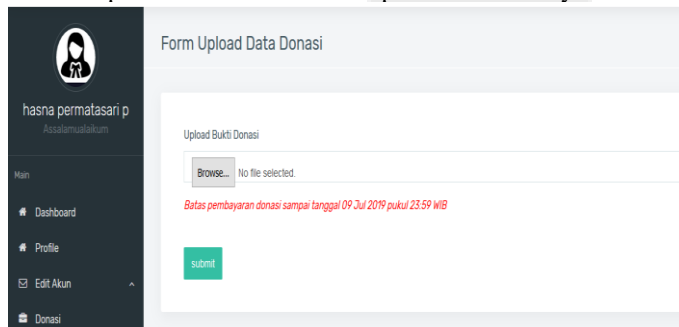 Form Upload Data Donasi
hasna permatasari p
Assalamualaikum
Main
Dashboard
Profile
Edit Akun
Donasi
Upload Bukti Donasi
Browse... No file selected.
Batas pembayaran donasi sampai tanggal 09 Jul 2019 pukul 23:59 WIB
submit